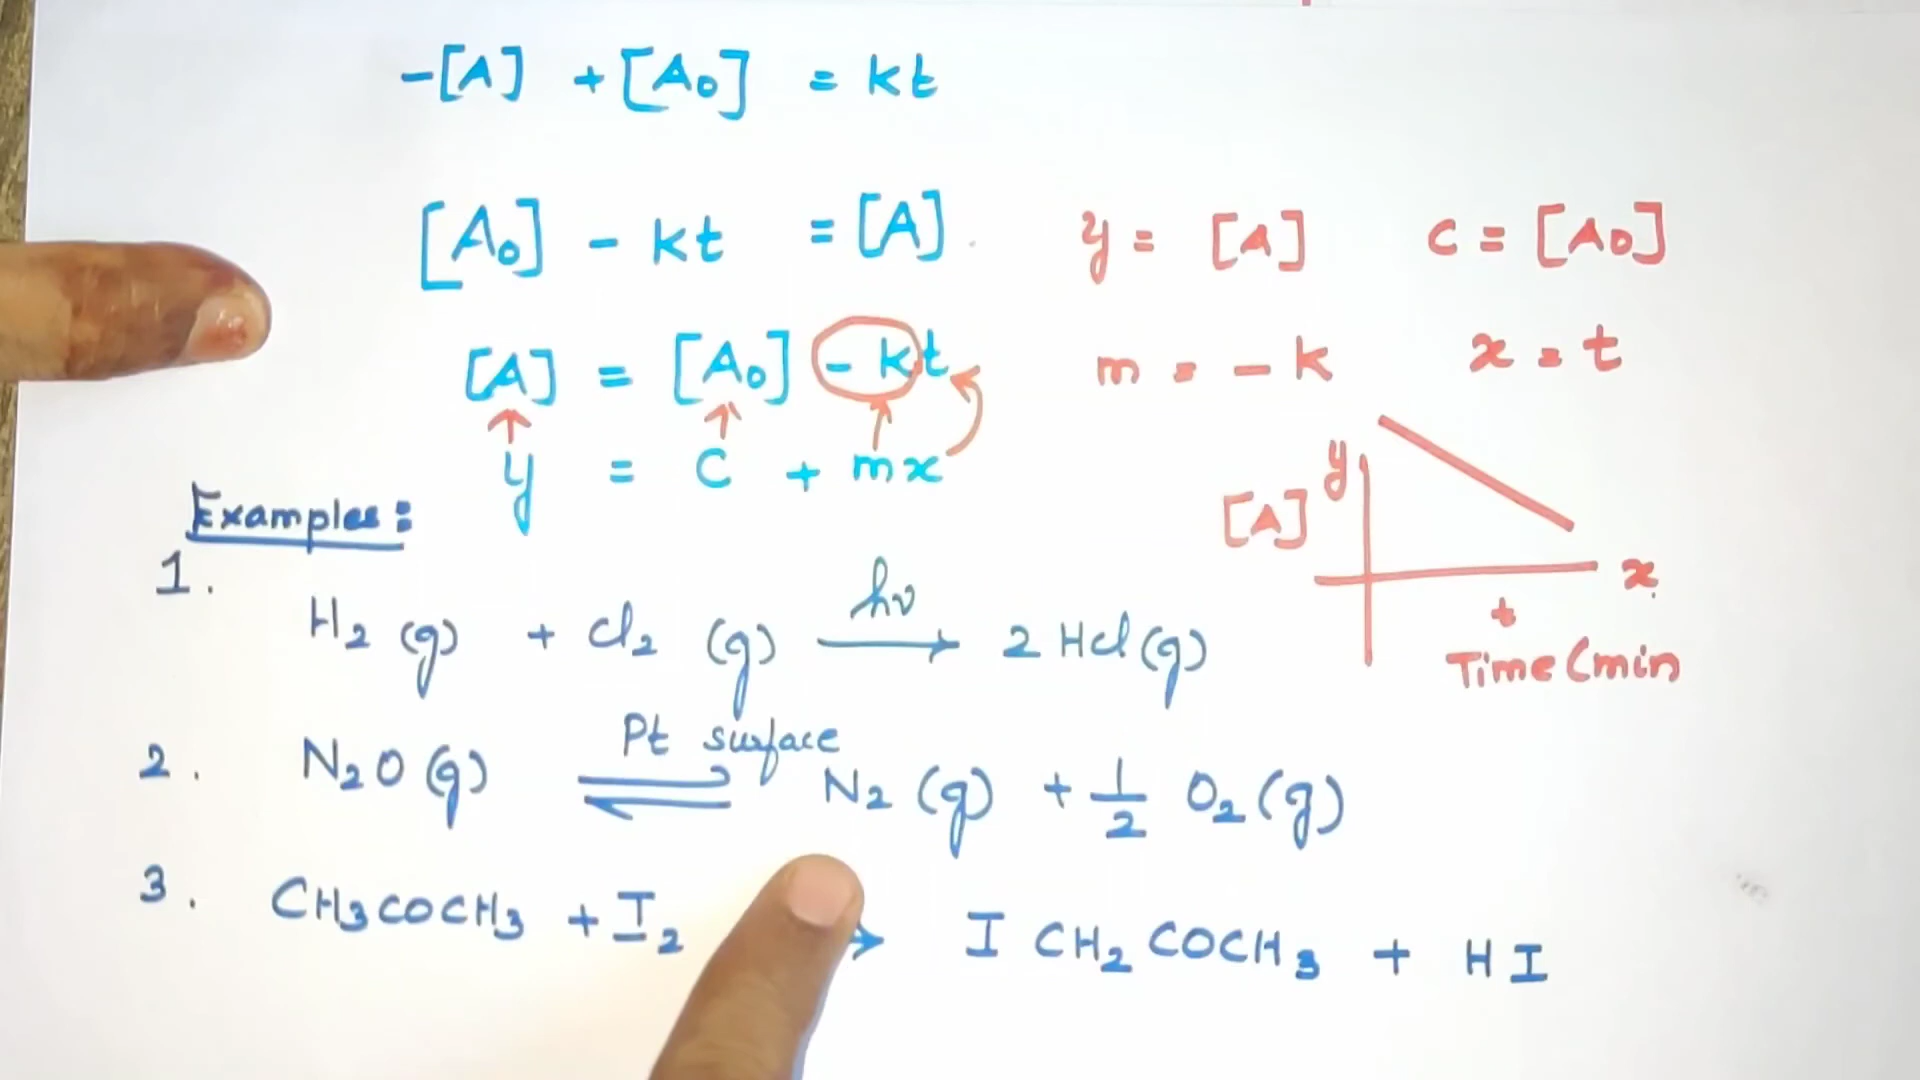 -[A] + [A₀] = kt
[A₀] - kt = [A].
y = [A] c = [A₀]
[A] = [A₀] - kt
m = -k x = t
y = C + mx
y
[A]
x
t
Time (min
Examples:
1.
H₂ (g) + Cl₂ (g) hν → 2 HCl (g)
Pt surface
2. N₂O (g) ⇌ N₂ (g) + 1/2 O₂ (g)
3. CH₃COCH₃ + I₂ → I CH₂ COCH₃ + HI